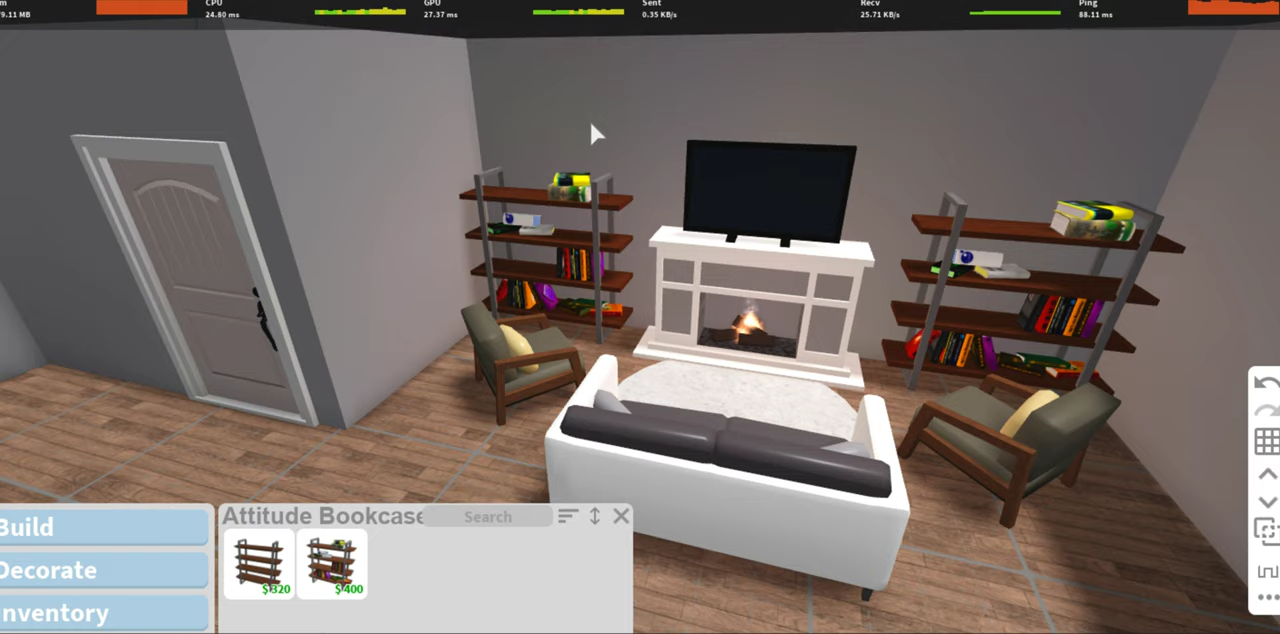 m CPU GPU Sent Recv Ping
9.11 MB 24.80 ms 27.37 ms 0.35 KB/s 25.71 KB/s 88.11 ms
Build
Attitude Bookcase Search
$320 $400
Decorate
nventory